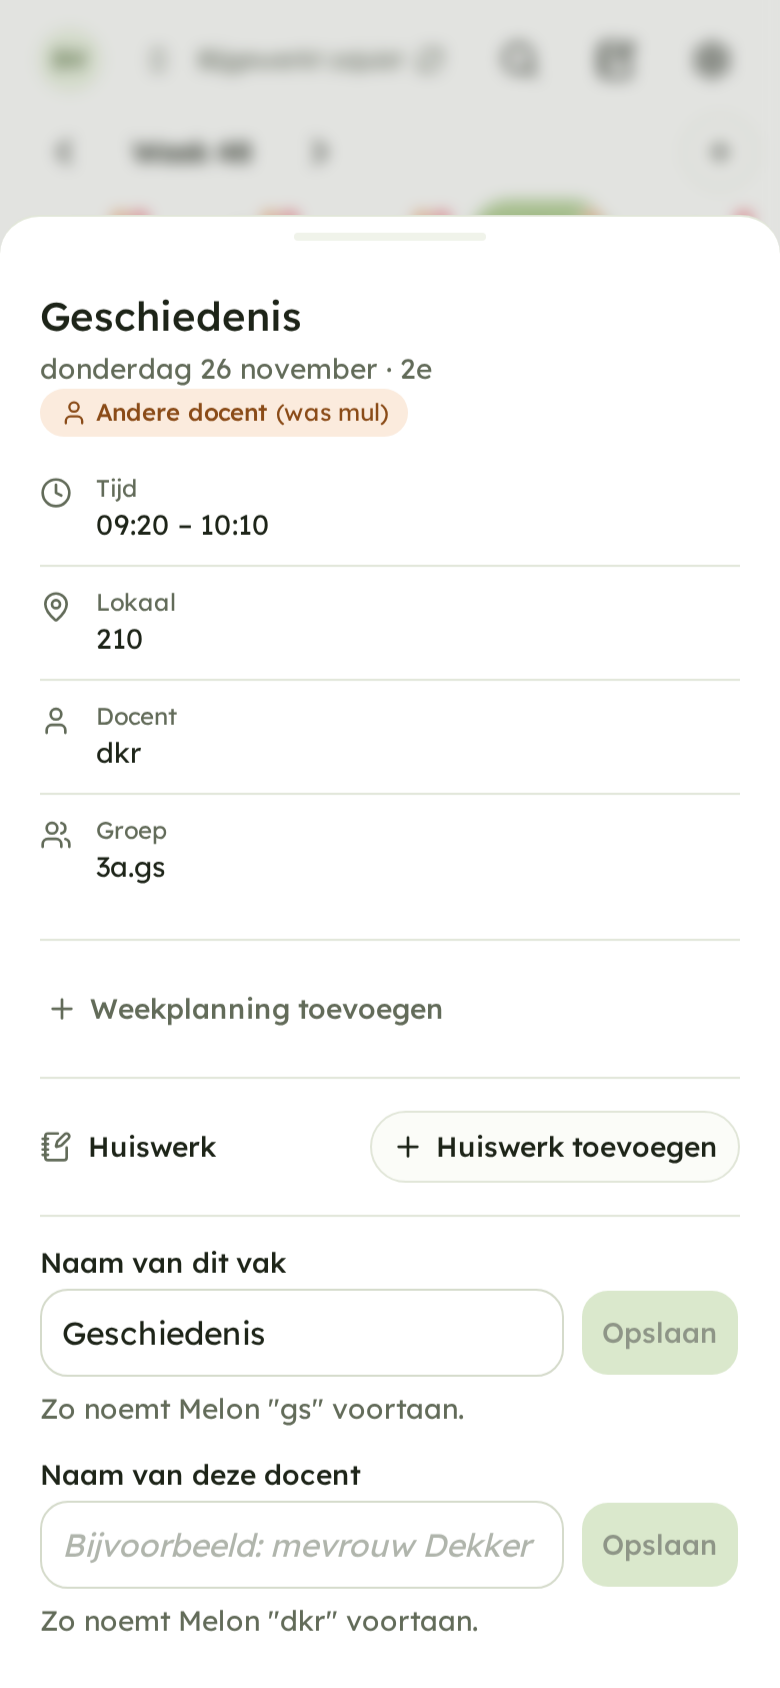 Week 48
Geschiedenis
donderdag 26 november · 2e
Andere docent (was mul)
Tijd
09:20 – 10:10
Lokaal
210
Docent
dkr
Groep
3a.gs
Weekplanning toevoegen
Huiswerk
Huiswerk toevoegen
Naam van dit vak
Geschiedenis
Opslaan
Zo noemt Melon "gs" voortaan.
Naam van deze docent
Bijvoorbeeld: mevrouw Dekker
Opslaan
Zo noemt Melon "dkr" voortaan.